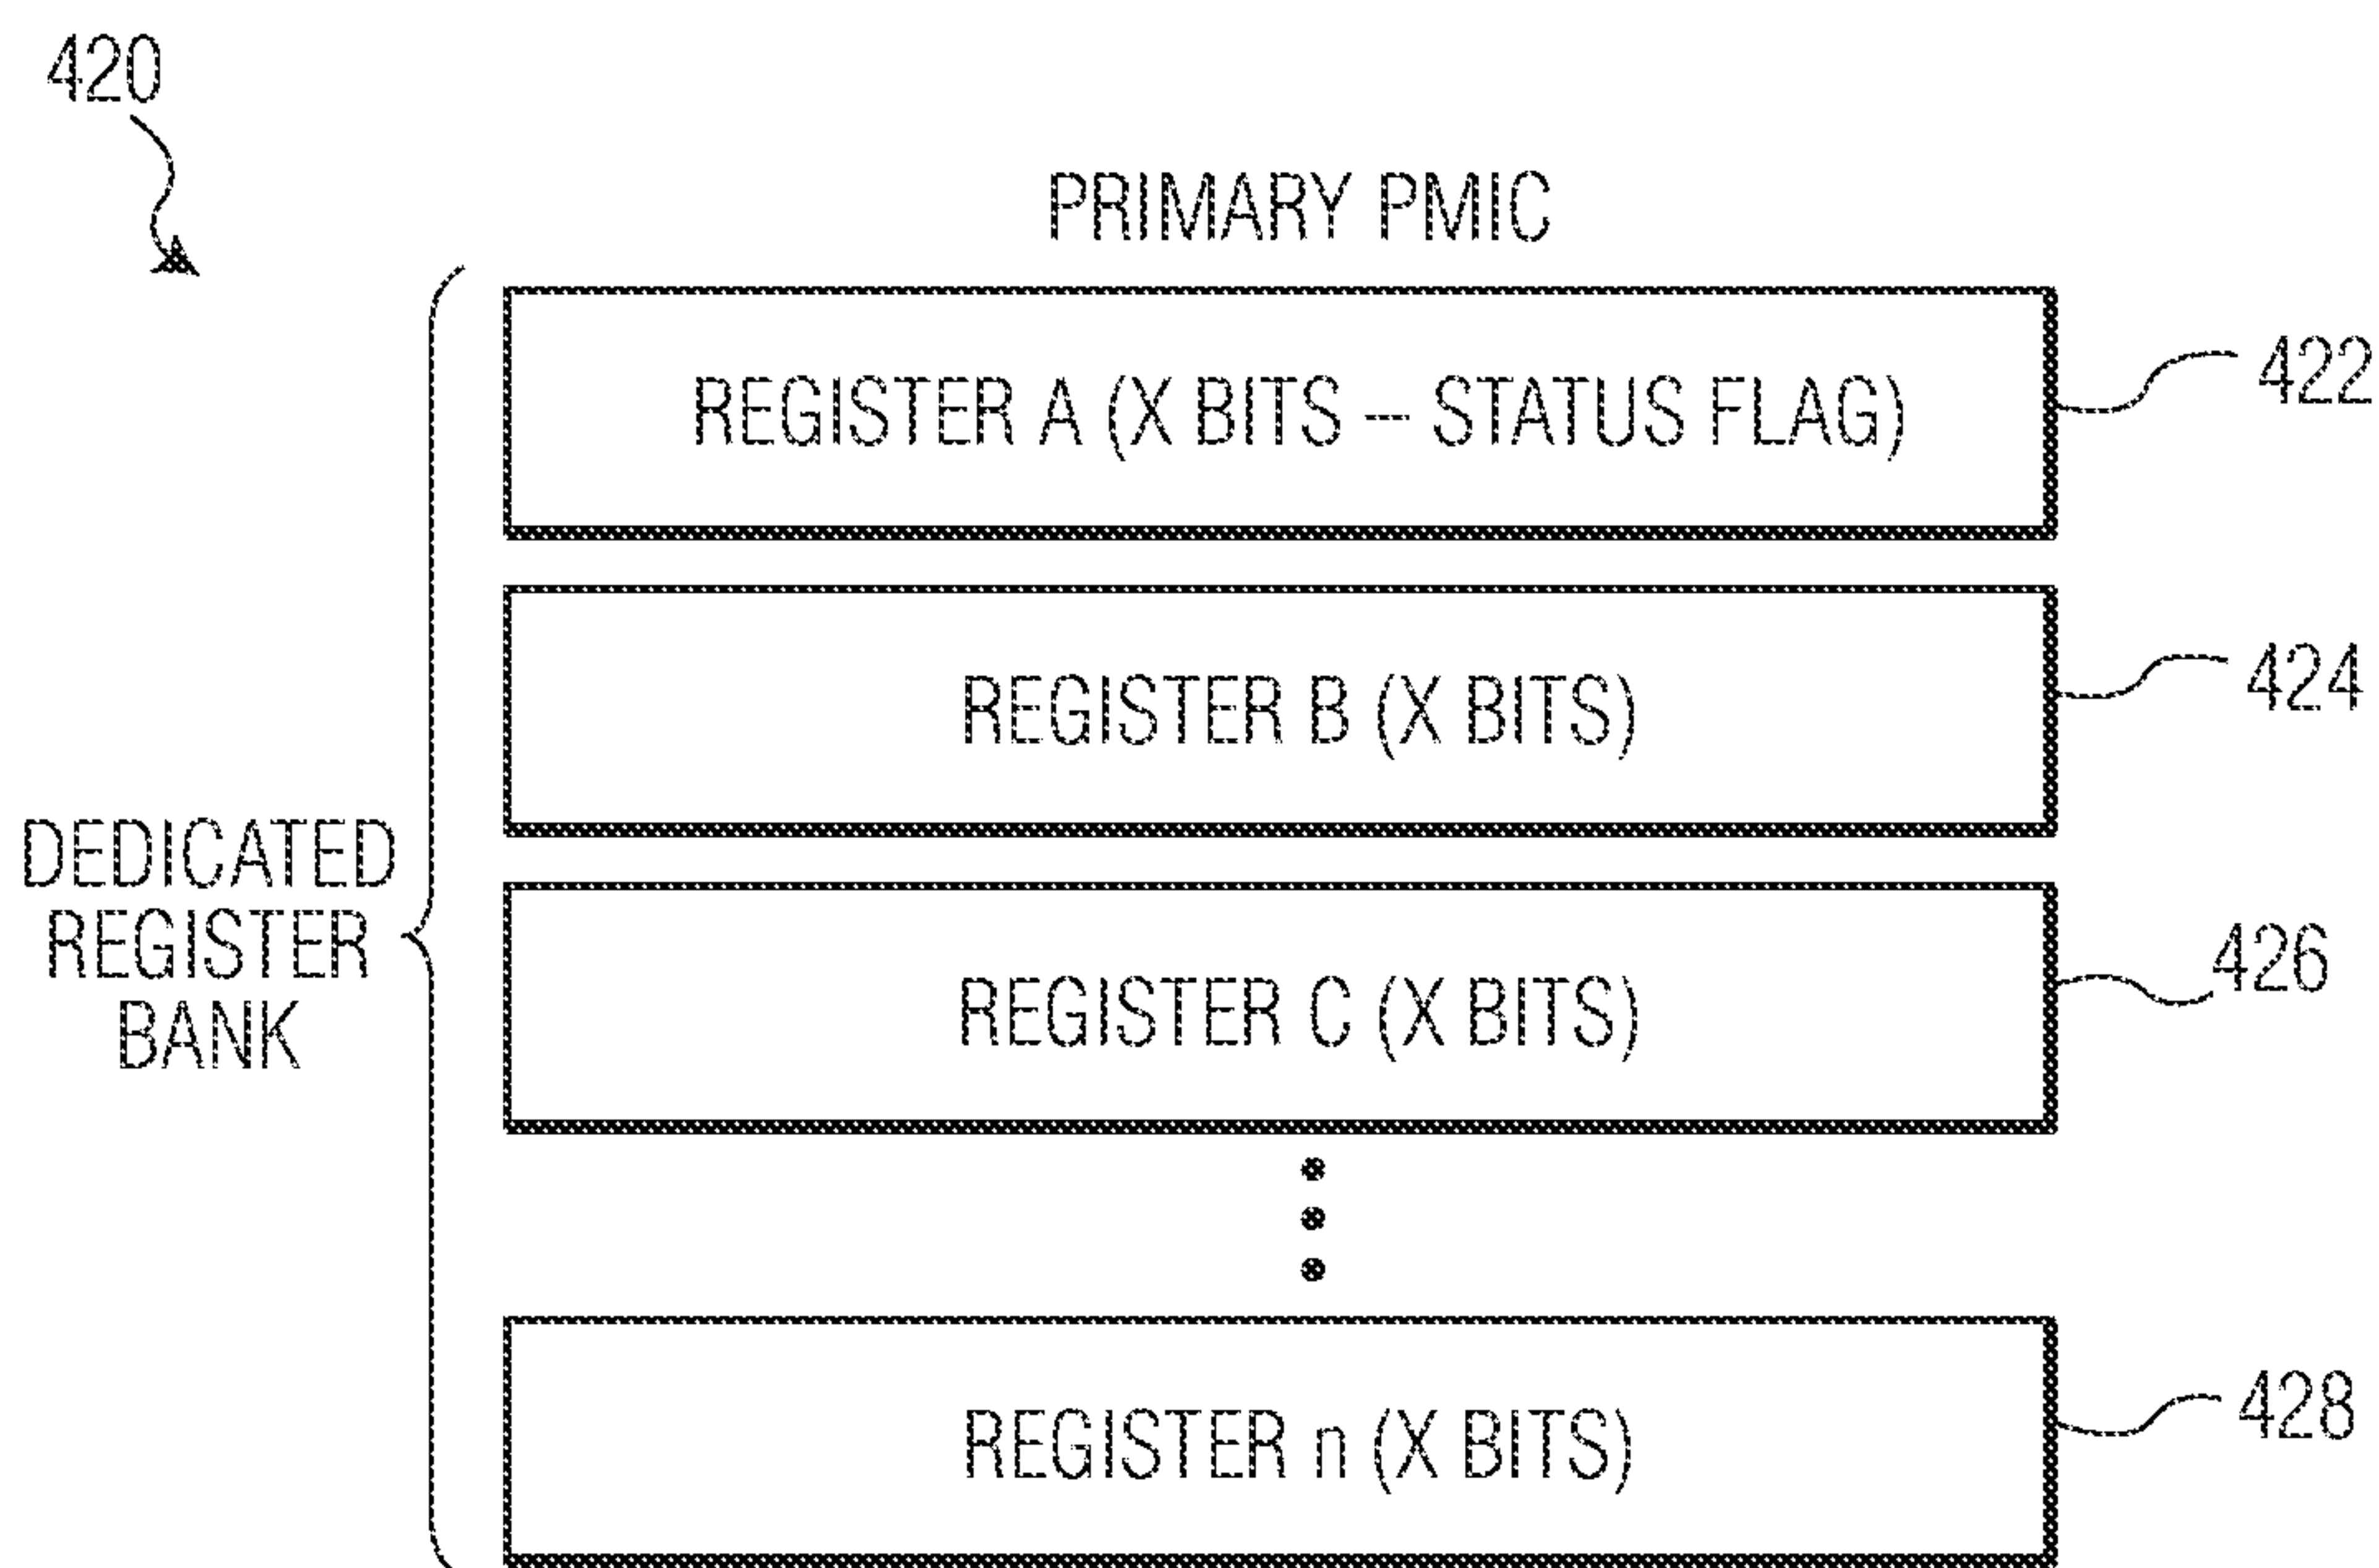 420
PRIMARY PMIC
REGISTER A (X BITS -- STATUS FLAG)
422
REGISTER B (X BITS)
424
DEDICATED
REGISTER
BANK
REGISTER C (X BITS)
426
REGISTER n (X BITS)
428